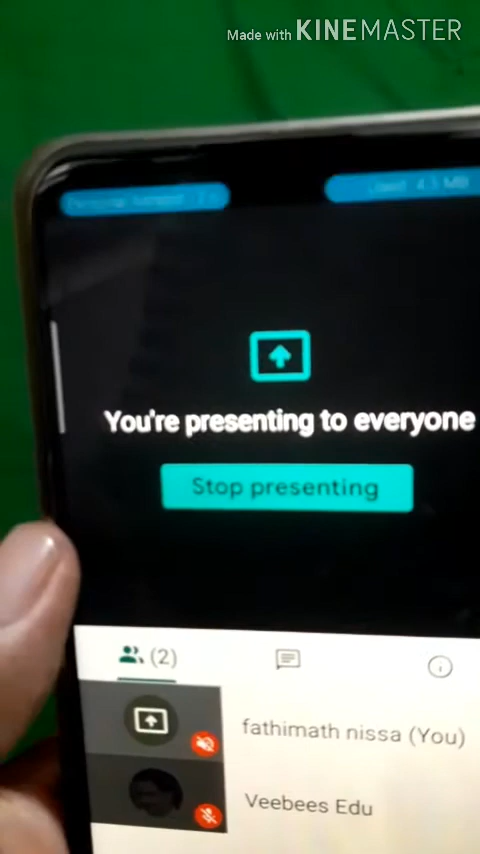 Made with KINEMASTER
You're presenting to everyone
Stop presenting
(2)
fathimath nissa (You)
Veebees Edu